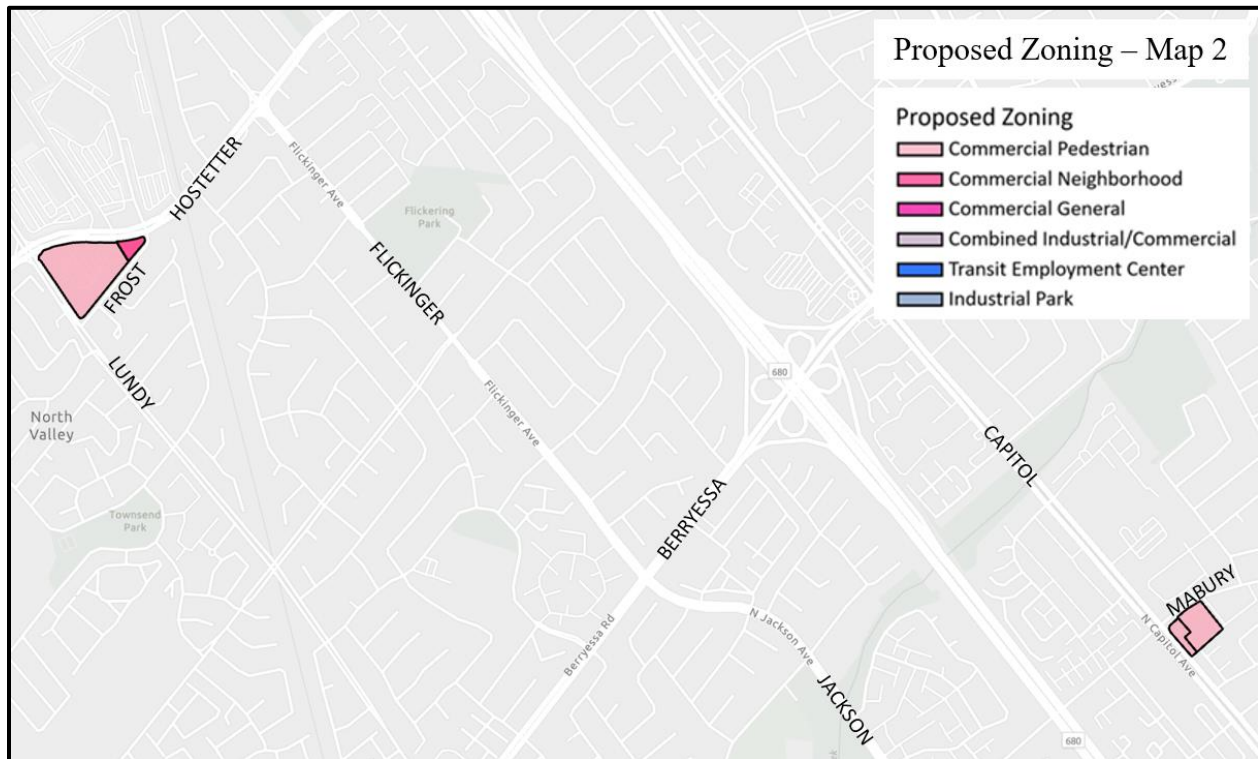 Proposed Zoning – Map 2
Proposed Zoning
Commercial Pedestrian
Commercial Neighborhood
Commercial General
Combined Industrial/Commercial
Transit Employment Center
Industrial Park
HOSTETTER
Flickinger Ave
Flickering
Park
FLICKINGER
FROST
LUNDY
680
North
Valley
Flickinger Ave
CAPITOL
BERRYESSA
Townsend
Park
MABURY
N Capitol Ave
Berryessa Rd
N Jackson Ave
JACKSON
680